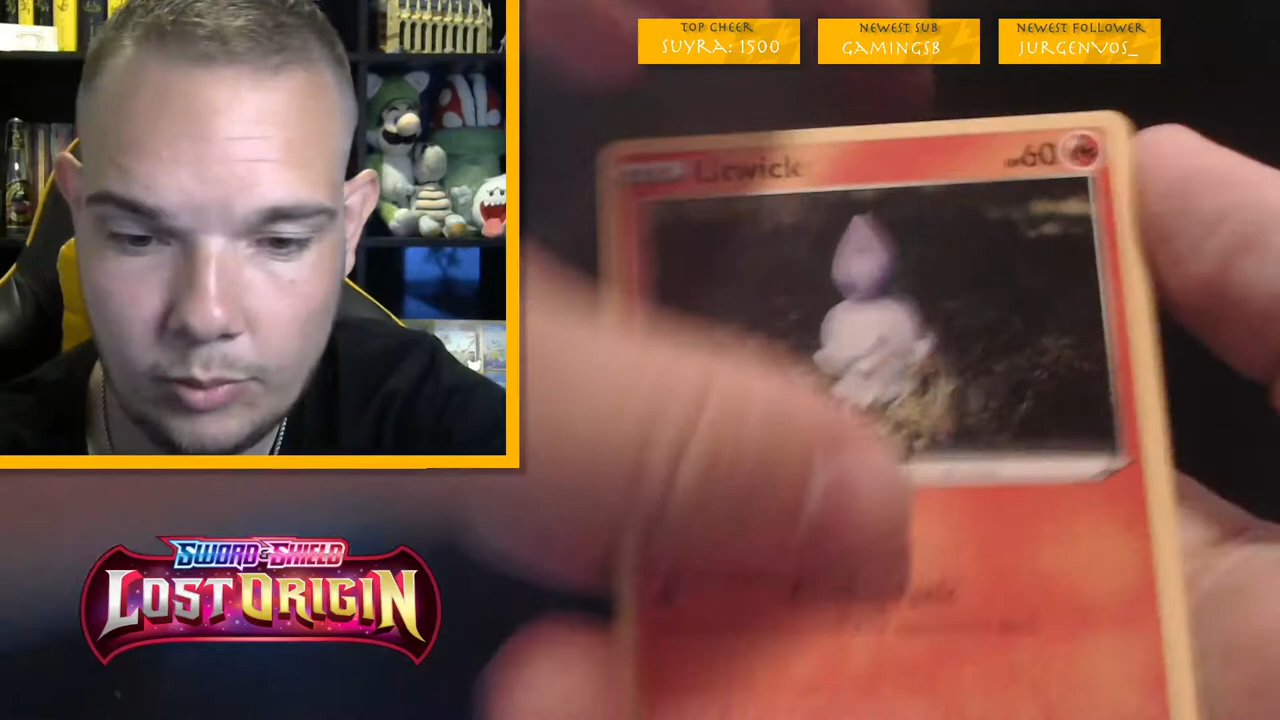 TOP CHEER
SUYRA: 1500
NEWEST SUB
GAMINGSB
NEWEST FOLLOWER
JURGENVOS_
Litwick
60
SWORD & SHIELD
LOST ORIGIN